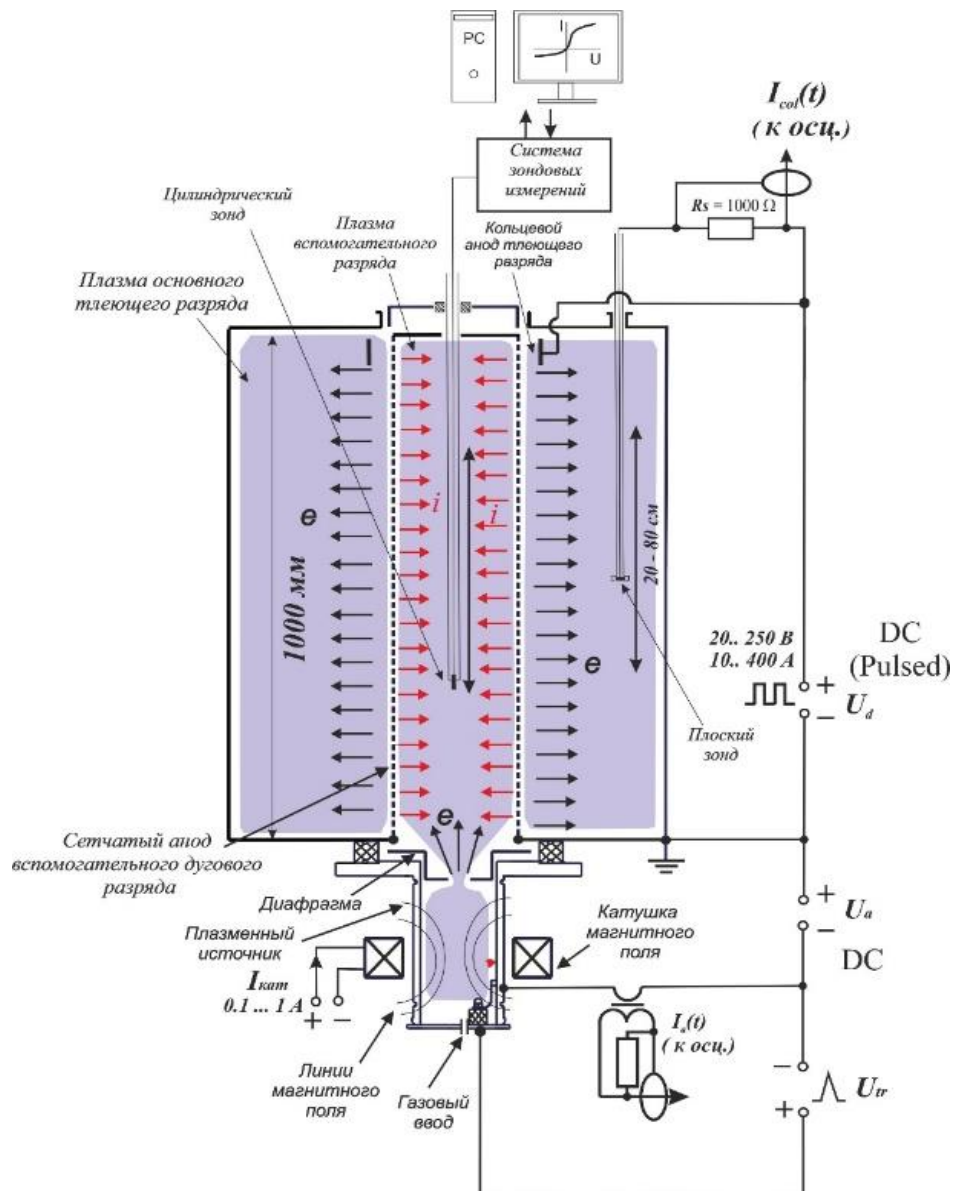 PC
I
U
I_col(t)
( к осц.)
Система
зондовых
измерений
Rs = 1000 Ω
Цилиндрический
зонд
Плазма
вспомогательного
разряда
Кольцевой
анод тлеющего
разряда
Плазма основного
тлеющего разряда
i
i
e
1000 мм
20 - 80 см
e
20.. 250 В
10.. 400 А
DC
(Pulsed)
+
−
U_d
Плоский
зонд
e
Сетчатый анод
вспомогательного дугового
разряда
Диафрагма
Плазменный
источник
Катушка
магнитного
поля
+
−
U_a
DC
I_кат
0.1 ... 1 А
+
−
I_a(t)
( к осц.)
Линии
магнитного
поля
Газовый
ввод
−
+
U_tr